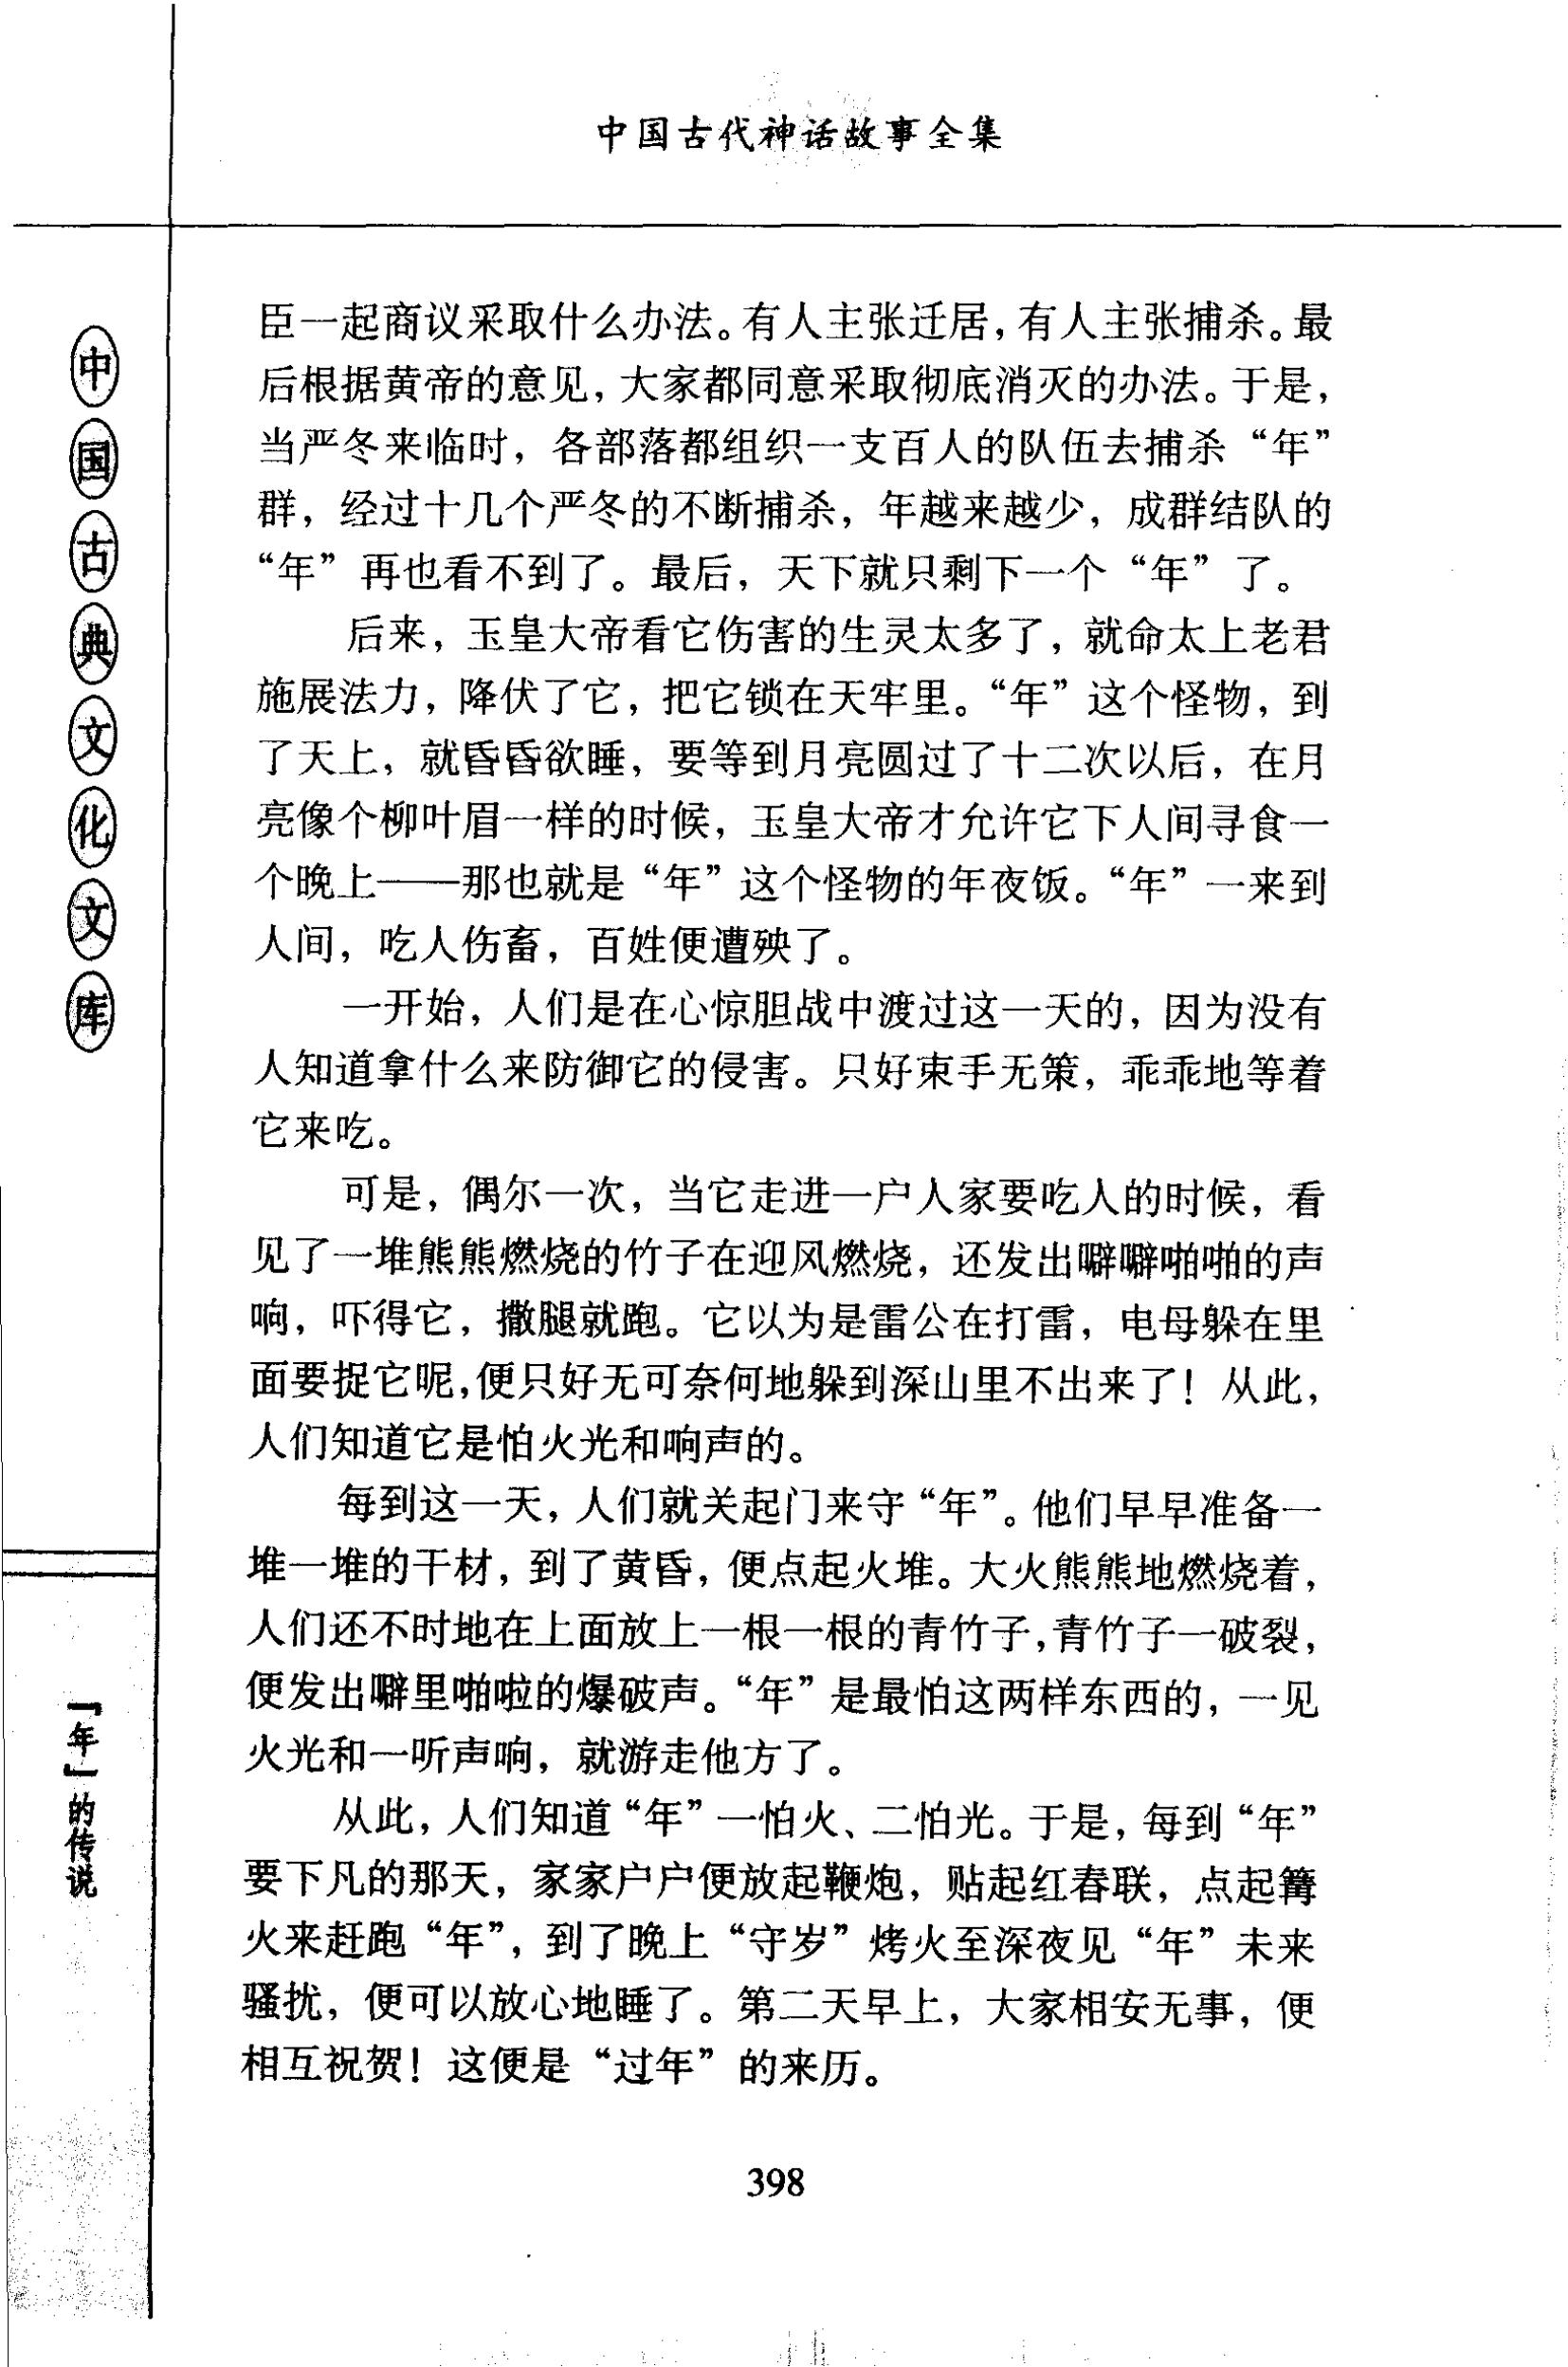 中国古代神话故事全集
中国古典文化文库
臣一起商议采取什么办法。有人主张迁居，有人主张捕杀。最
后根据黄帝的意见，大家都同意采取彻底消灭的办法。于是，
当严冬来临时，各部落都组织一支百人的队伍去捕杀“年”
群，经过十几个严冬的不断捕杀，年越来越少，成群结队的
“年”再也看不到了。最后，天下就只剩下一个“年”了。
后来，玉皇大帝看它伤害的生灵太多了，就命太上老君
施展法力，降伏了它，把它锁在天牢里。“年”这个怪物，到
了天上，就昏昏欲睡，要等到月亮圆过了十二次以后，在月
亮像个柳叶眉一样的时候，玉皇大帝才允许它下人间寻食一
个晚上——那也就是“年”这个怪物的年夜饭。“年”一来到
人间，吃人伤畜，百姓便遭殃了。
一开始，人们是在心惊胆战中渡过这一天的，因为没有
人知道拿什么来防御它的侵害。只好束手无策，乖乖地等着
它来吃。
可是，偶尔一次，当它走进一户人家要吃人的时候，看
见了一堆熊熊燃烧的竹子在迎风燃烧，还发出噼噼啪啪的声
响，吓得它，撒腿就跑。它以为是雷公在打雷，电母躲在里
面要捉它呢，便只好无可奈何地躲到深山里不出来了！从此，
人们知道它是怕火光和响声的。
每到这一天，人们就关起门来守“年”。他们早早准备一
堆一堆的干材，到了黄昏，便点起火堆。大火熊熊地燃烧着，
人们还不时地在上面放上一根一根的青竹子，青竹子一破裂，
便发出噼里啪啦的爆破声。“年”是最怕这两样东西的，一见
火光和一听声响，就游走他方了。
从此，人们知道“年”一怕火、二怕光。于是，每到“年”
要下凡的那天，家家户户便放起鞭炮，贴起红春联，点起篝
火来赶跑“年”，到了晚上“守岁”烤火至深夜见“年”未来
骚扰，便可以放心地睡了。第二天早上，大家相安无事，便
相互祝贺！这便是“过年”的来历。
「年」的传说
398